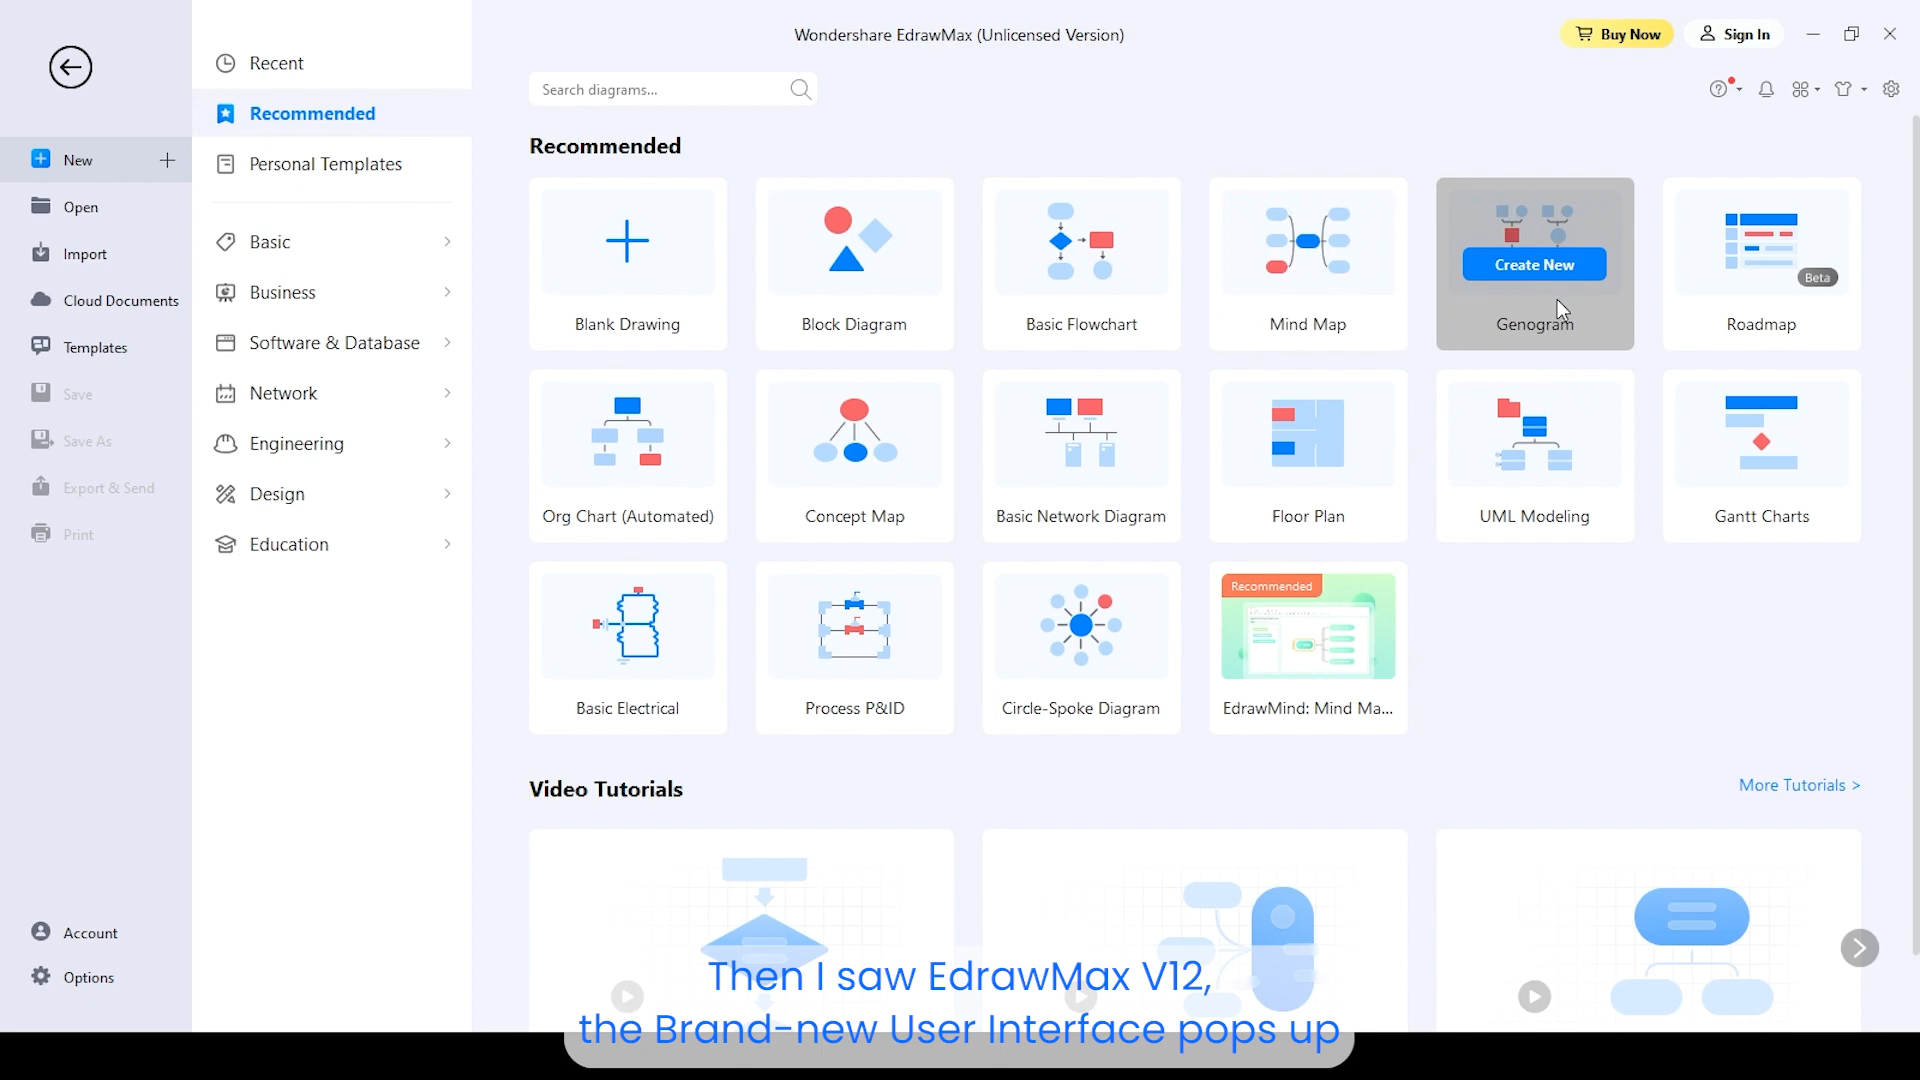 Wondershare EdrawMax (Unlicensed Version)
Buy Now
Sign In
Search diagrams...
New
Open
Import
Cloud Documents
Templates
Save
Save As
Export & Send
Print
Account
Options
Recent
Recommended
Personal Templates
Basic
Business
Software & Database
Network
Engineering
Design
Education
Recommended
Blank Drawing
Block Diagram
Basic Flowchart
Mind Map
Create New
Genogram
Beta
Roadmap
Org Chart (Automated)
Concept Map
Basic Network Diagram
Floor Plan
UML Modeling
Gantt Charts
Basic Electrical
Process P&ID
Circle-Spoke Diagram
Recommended
EdrawMind: Mind Ma...
Video Tutorials
More Tutorials >
Then I saw EdrawMax V12,
the Brand-new User Interface pops up